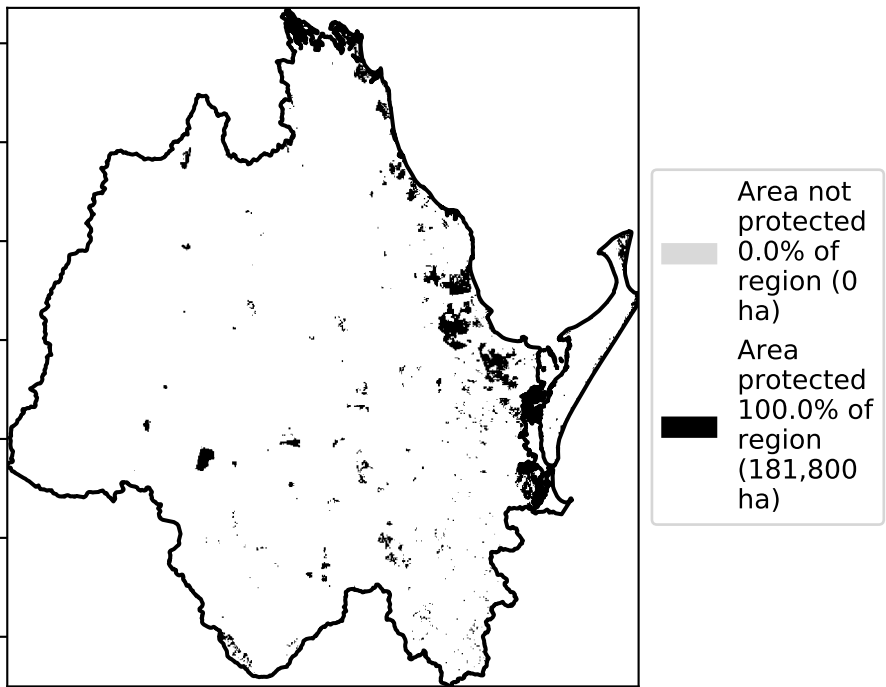 Area not
protected
0.0% of
region (0
ha)
Area
protected
100.0% of
region
(181,800
ha)